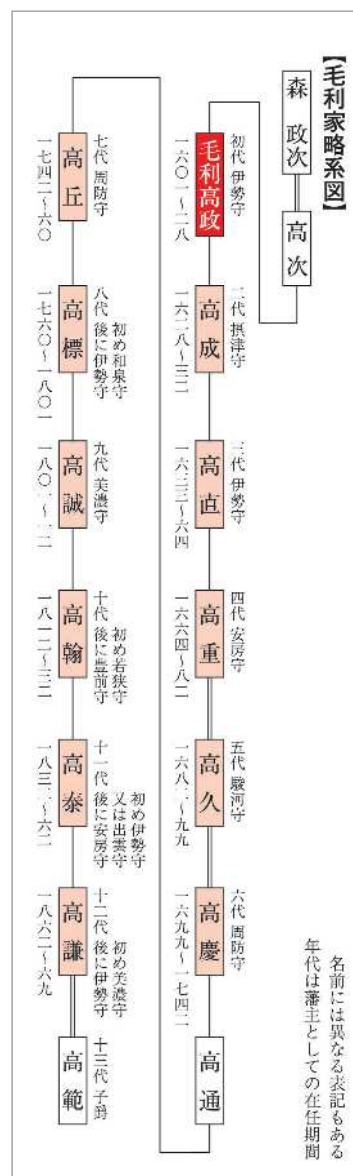 【毛利家略系図】
森 政次
高次
初代 伊勢守
毛利高政
一六〇一～二八
二代 摂津守
高成
一六二八～三二
三代 伊勢守
高直
一六三三～六四
四代 安房守
高重
一六六四～八二
五代 駿河守
高久
一六八二～九九
六代 周防守
高慶
一六九九～一七四二
高通
七代 周防守
高丘
一七四二～六〇
初め和泉守
八代 後に伊勢守
高標
一七六〇～一八〇一
九代 美濃守
高誠
一八〇一～一二
初め若狭守
十代 後に豊前守
高翰
一八一二～三二
初め伊勢守
又は出雲守
十一代 後に安房守
高泰
一八三二～六二
初め美濃守
十二代 後に伊勢守
高謙
一八六二～六九
十三代 子爵
高範
名前には異なる表記もある
年代は藩主としての在任期間